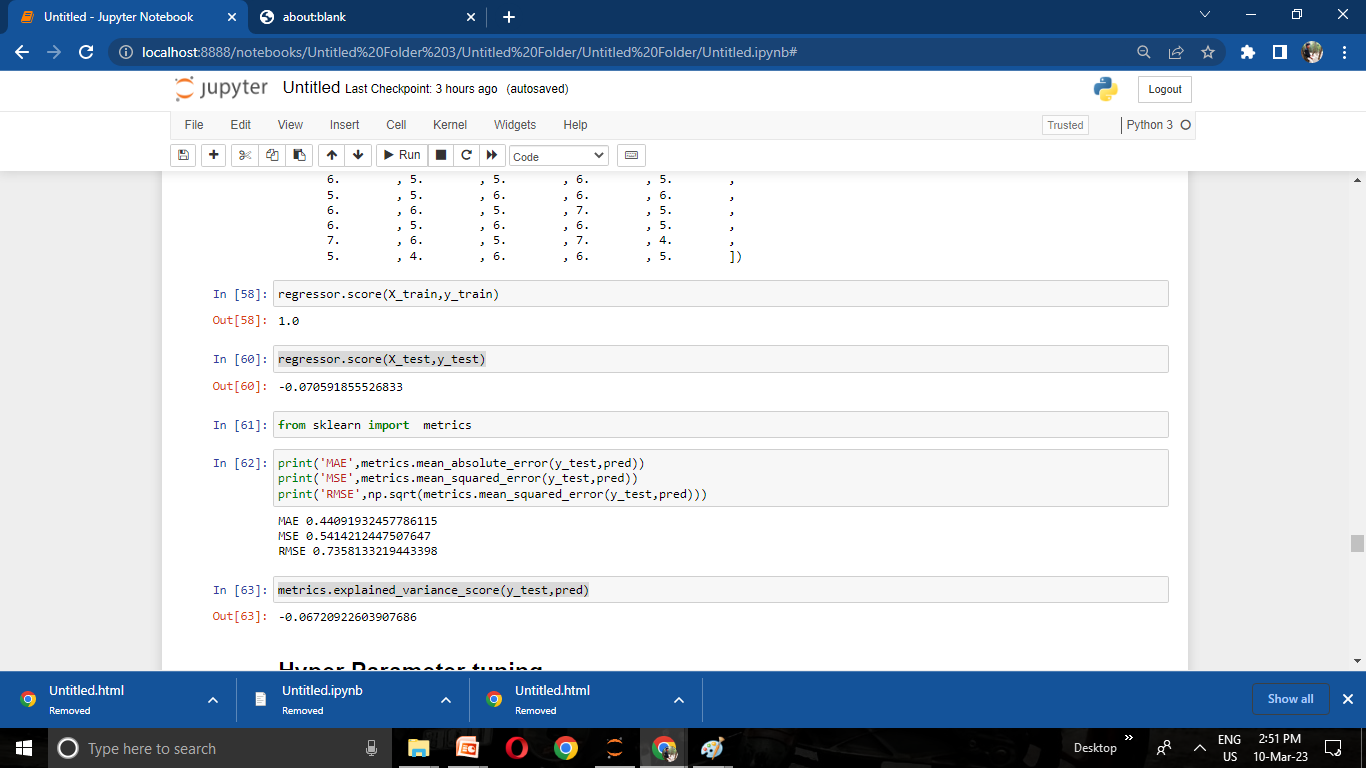 Untitled - Jupyter Notebook
about:blank
localhost:8888/notebooks/Untitled%20Folder%203/Untitled%20Folder/Untitled%20Folder/Untitled.ipynb#
jupyter Untitled Last Checkpoint: 3 hours ago (autosaved)
Logout
File Edit View Insert Cell Kernel Widgets Help
Trusted Python 3
Run Code
6. , 5. , 5. , 6. , 5. ,
5. , 5. , 6. , 6. , 6. ,
6. , 6. , 5. , 7. , 5. ,
6. , 5. , 6. , 6. , 5. ,
7. , 6. , 5. , 7. , 4. ,
5. , 4. , 6. , 6. , 5. ])
In [58]: regressor.score(X_train,y_train)
Out[58]: 1.0
In [60]: regressor.score(X_test,y_test)
Out[60]: -0.070591855526833
In [61]: from sklearn import  metrics
In [62]: print('MAE',metrics.mean_absolute_error(y_test,pred))
print('MSE',metrics.mean_squared_error(y_test,pred))
print('RMSE',np.sqrt(metrics.mean_squared_error(y_test,pred)))
MAE 0.44091932457786115
MSE 0.5414212447507647
RMSE 0.7358133219443398
In [63]: metrics.explained_variance_score(y_test,pred)
Out[63]: -0.06720922603907686
Hyper Parameter tuning
Untitled.html
Removed
Untitled.ipynb
Removed
Untitled.html
Removed
Show all
Type here to search
Desktop
ENG
US
2:51 PM
10-Mar-23